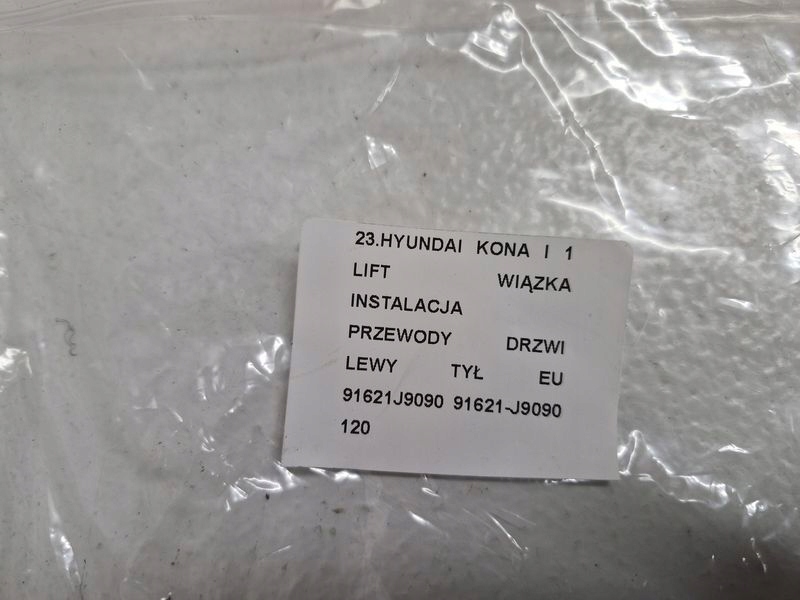 23.HYUNDAI KONA I 1
LIFT WIĄZKA
INSTALACJA
PRZEWODY DRZWI
LEWY TYŁ EU
91621J9090 91621-J9090
120